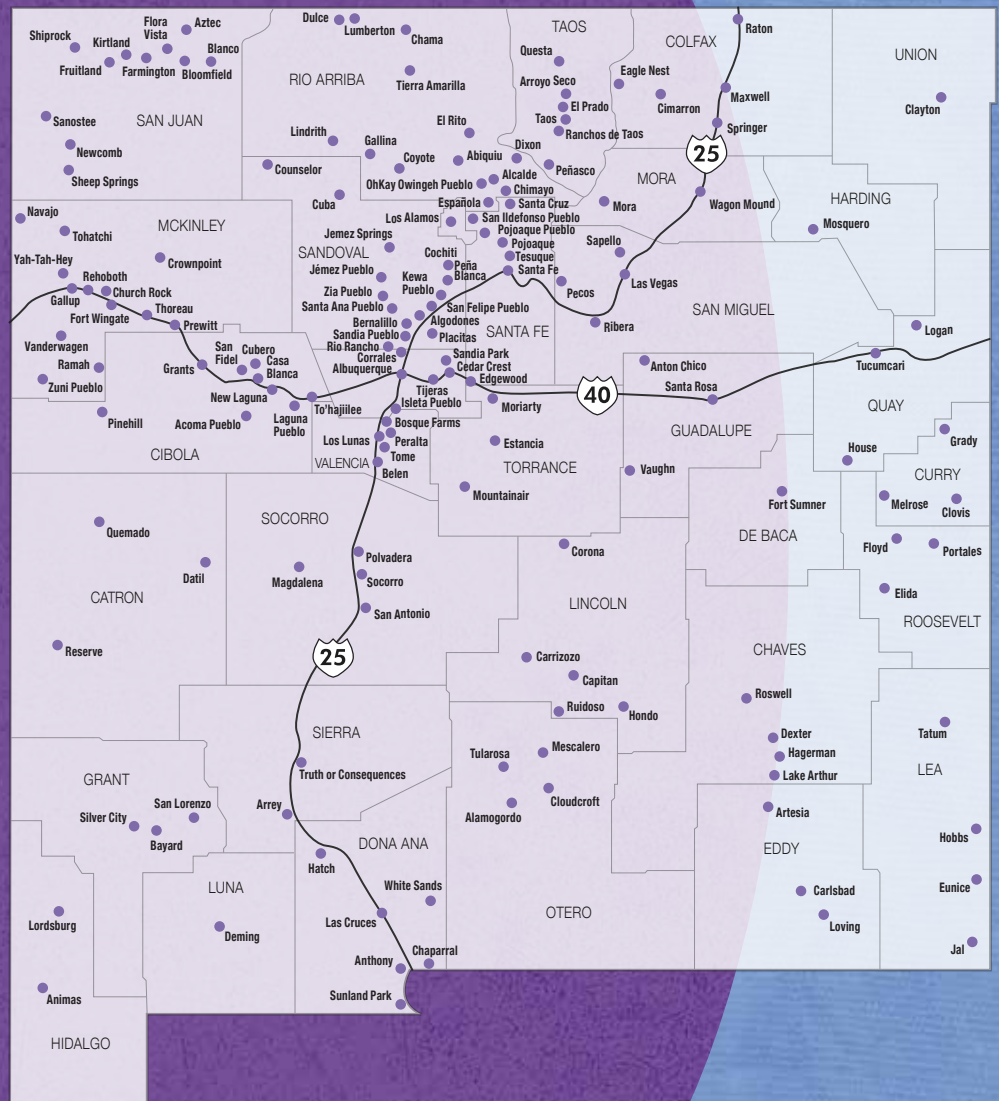 Dulce
Lumberton
Chama
TAOS
COLFAX
Raton
Flora
Vista
Aztec
Shiprock
Kirtland
Blanco
Fruitland
Farmington
Bloomfield
RIO ARRIBA
Tierra Amarilla
Questa
Eagle Nest
UNION
Arroyo Seco
Cimarron
Maxwell
Clayton
El Prado
Taos
Ranchos de Taos
Springer
Sanostee
SAN JUAN
El Rito
Lindrith
Gallina
Dixon
25
Newcomb
Coyote
Abiquiu
Peñasco
Sheep Springs
Counselor
OhKay Owingeh Pueblo
Alcalde
Chimayo
MORA
Wagon Mound
HARDING
Cuba
Española
Santa Cruz
Mora
Navajo
MCKINLEY
Los Alamos
San Ildefonso Pueblo
Pojoaque Pueblo
Mosquero
Tohatchi
Jemez Springs
Pojoaque
Sapello
SANDOVAL
Cochiti
Tesuque
Yah-Tah-Hey
Crownpoint
Jémez Pueblo
Kewa
Pueblo
Peña
Blanca
Santa Fe
Las Vegas
Rehoboth
Church Rock
Zia Pueblo
Pecos
Gallup
Fort Wingate
Thoreau
Santa Ana Pueblo
San Felipe Pueblo
SAN MIGUEL
Prewitt
Bernalillo
Algodones
SANTA FE
Ribera
Logan
Vanderwagen
San
Fidel
Cubero
Casa
Blanca
Sandia Pueblo
Placitas
Rio Rancho
Corrales
Sandia Park
Anton Chico
Tucumcari
Ramah
Grants
Albuquerque
Cedar Crest
Edgewood
Zuni Pueblo
New Laguna
Tijeras
40
Santa Rosa
Pinehill
Acoma Pueblo
Laguna
Pueblo
To'hajiilee
Isleta Pueblo
Moriarty
QUAY
Bosque Farms
GUADALUPE
Grady
CIBOLA
Los Lunas
Peralta
Estancia
House
VALENCIA
Tome
TORRANCE
Vaughn
CURRY
Belen
Mountainair
Fort Sumner
Melrose
Clovis
SOCORRO
Quemado
DE BACA
Floyd
Portales
Polvadera
Corona
Datil
Magdalena
Socorro
Elida
CATRON
San Antonio
LINCOLN
ROOSEVELT
Reserve
25
Carrizozo
CHAVES
Capitan
Roswell
Ruidoso
Hondo
SIERRA
Tatum
Tularosa
Mescalero
Dexter
Hagerman
LEA
GRANT
Truth or Consequences
Lake Arthur
San Lorenzo
Arrey
Cloudcroft
Silver City
Alamogordo
Artesia
Bayard
DONA ANA
EDDY
Hobbs
Hatch
LUNA
White Sands
Carlsbad
Eunice
Lordsburg
Las Cruces
OTERO
Loving
Deming
Jal
Chaparral
Anthony
Animas
Sunland Park
HIDALGO